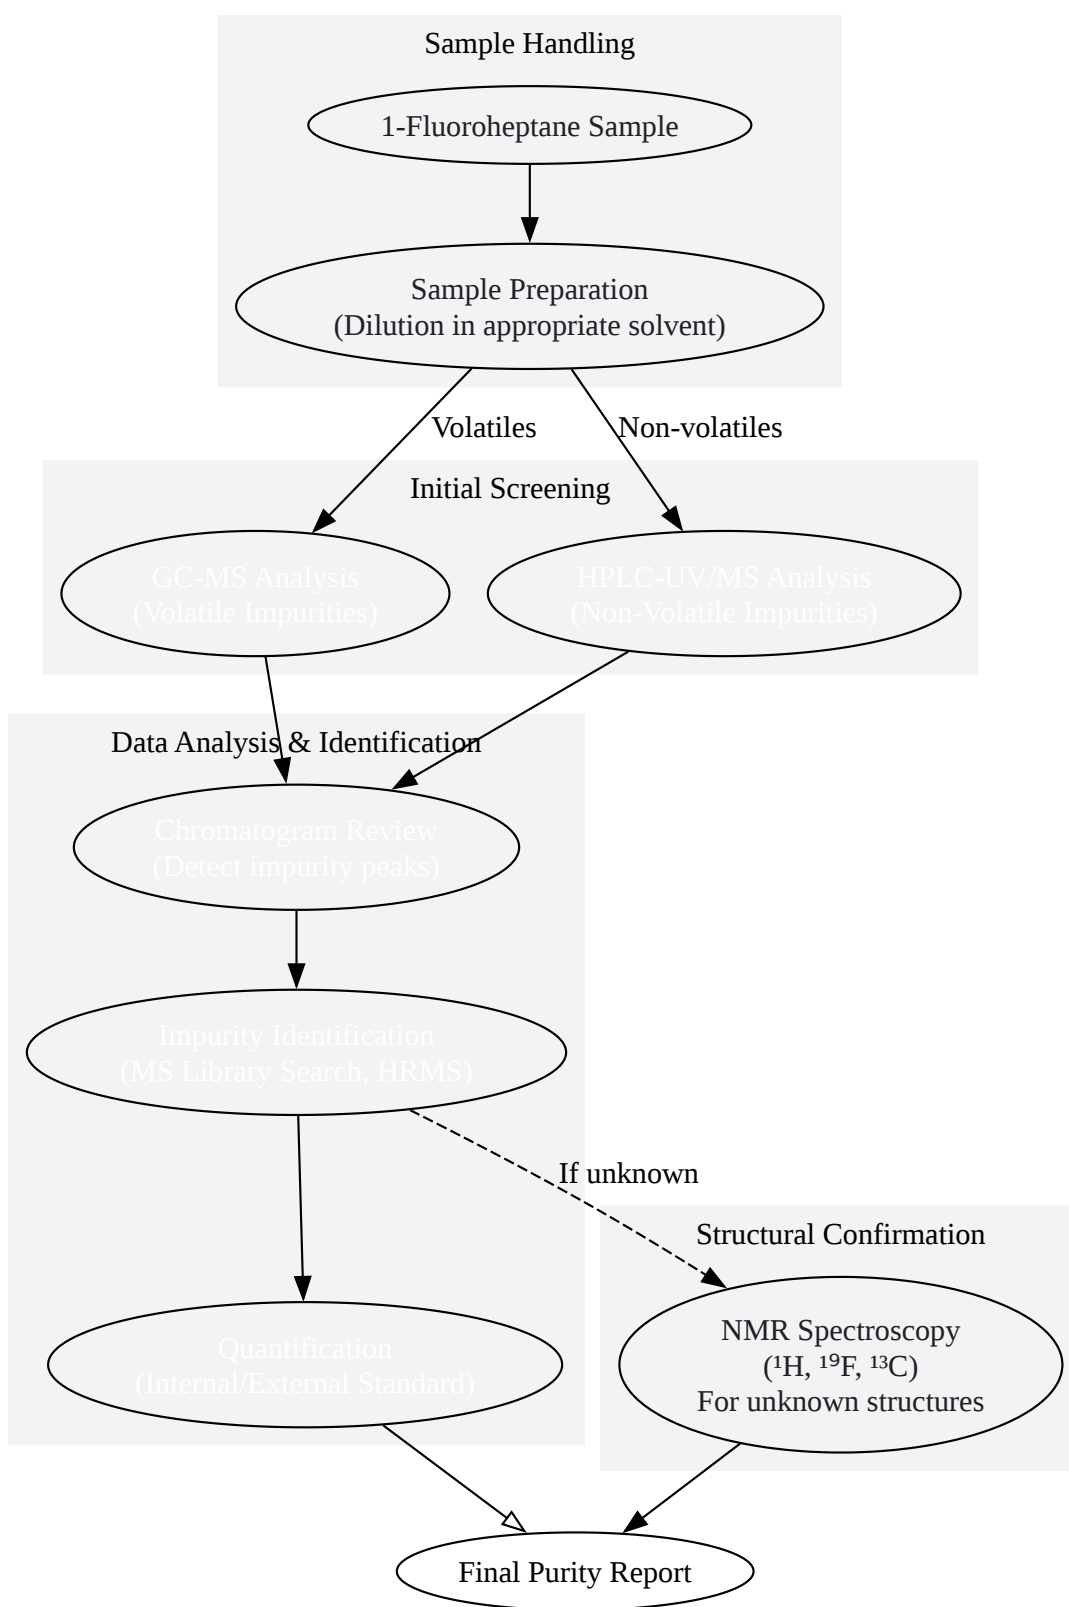 Sample Handling
1-Fluoroheptane Sample
Sample Preparation
(Dilution in appropriate solvent)
Volatiles
Non-volatiles
Initial Screening
GC-MS Analysis
(Volatile Impurities)
HPLC-UV/MS Analysis
(Non-Volatile Impurities)
Data Analysis & Identification
Chromatogram Review
(Detect impurity peaks)
Impurity Identification
(MS Library Search, HRMS)
If unknown
Structural Confirmation
NMR Spectroscopy
(¹H, ¹⁹F, ¹³C)
For unknown structures
Quantification
(Internal/External Standard)
Final Purity Report